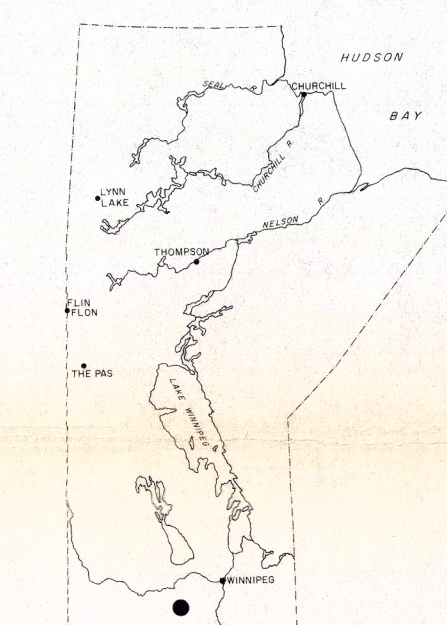 HUDSON
BAY
SEAL R.
CHURCHILL
CHURCHILL R.
LYNN
LAKE
NELSON R.
THOMPSON
FLIN
FLON
THE PAS
LAKE WINNIPEG
WINNIPEG